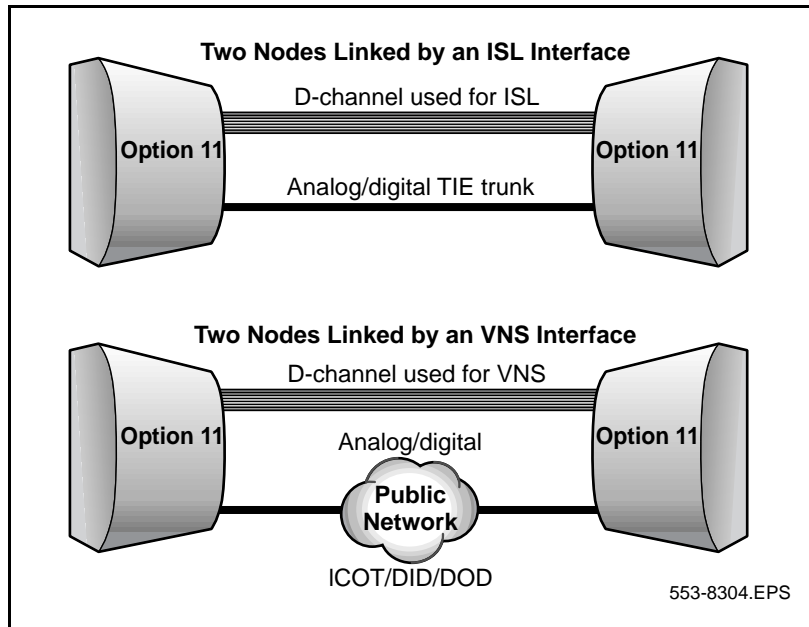 Two Nodes Linked by an ISL Interface
D-channel used for ISL
Option 11
Option 11
Analog/digital TIE trunk
Two Nodes Linked by an VNS Interface
D-channel used for VNS
Option 11
Option 11
Analog/digital
Public
Network
ICOT/DID/DOD
553-8304.EPS